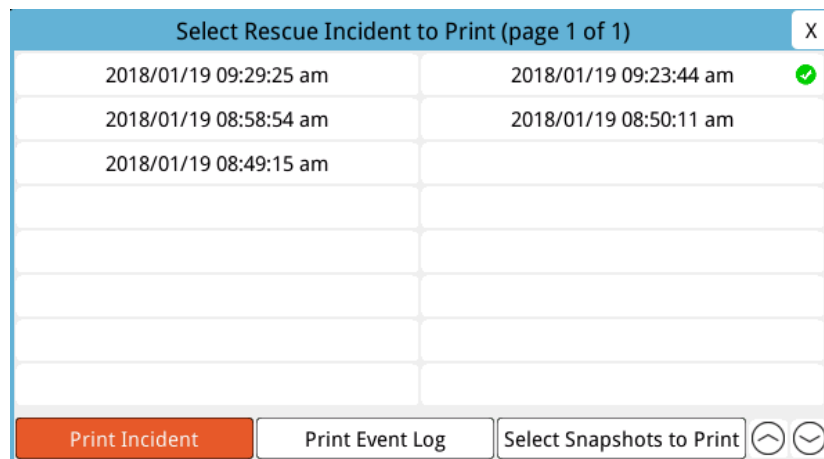 Select Rescue Incident to Print (page 1 of 1) X
2018/01/19 09:29:25 am 2018/01/19 09:23:44 am
2018/01/19 08:58:54 am 2018/01/19 08:50:11 am
2018/01/19 08:49:15 am
Print Incident Print Event Log Select Snapshots to Print